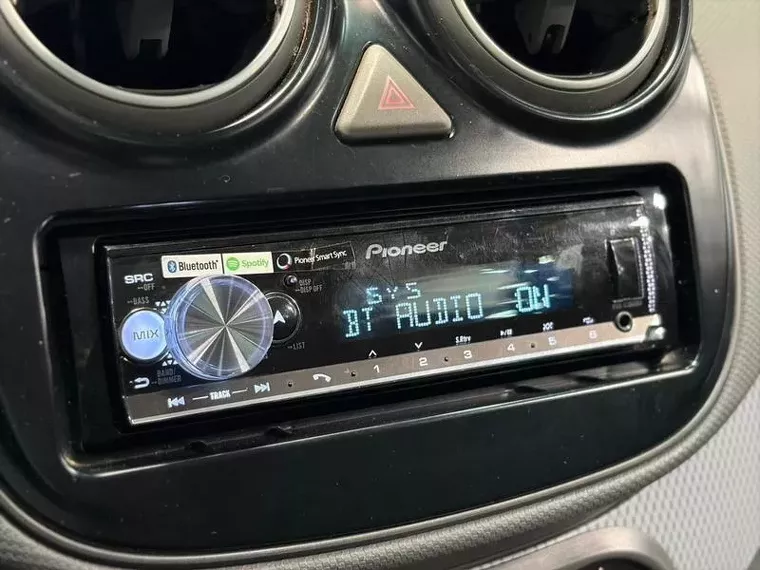 Pioneer
Bluetooth®
Spotify®
Pioneer Smart Sync
SRC
OFF
DISP
DISP OFF
BASS
SYS
BT AUDIO
MIX
LIST
BAND/
DIMMER
TRACK
1 2 3 4 5 6
S.Rtrv